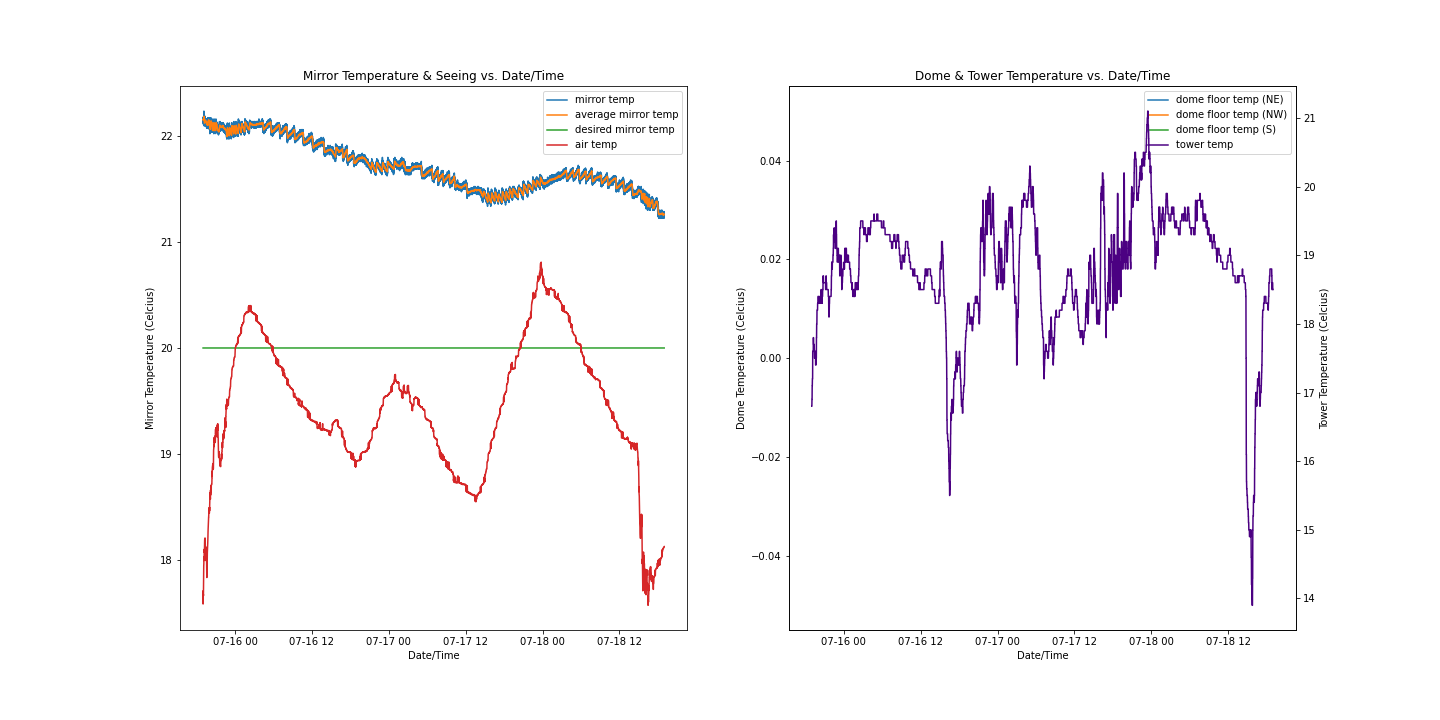 Mirror Temperature & Seeing vs. Date/Time
mirror temp
average mirror temp
desired mirror temp
air temp
22
21
20
19
18
Mirror Temperature (Celcius)
07-16 00
07-16 12
07-17 00
07-17 12
07-18 00
07-18 12
Date/Time
Dome & Tower Temperature vs. Date/Time
dome floor temp (NE)
dome floor temp (NW)
dome floor temp (S)
tower temp
0.04
0.02
0.00
−0.02
−0.04
Dome Temperature (Celcius)
21
20
19
18
17
16
15
14
Tower Temperature (Celcius)
07-16 00
07-16 12
07-17 00
07-17 12
07-18 00
07-18 12
Date/Time